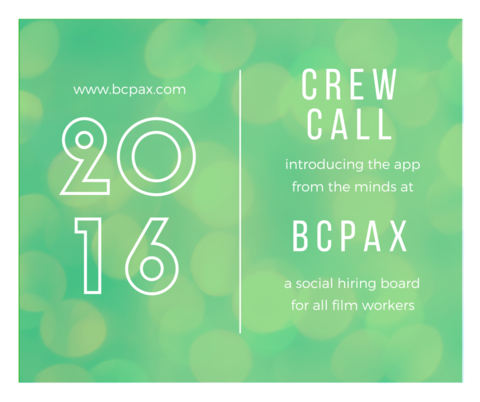 www.bcpax.com
20
16
CREW
CALL
introducing the app
from the minds at
BCPAX
a social hiring board
for all film workers